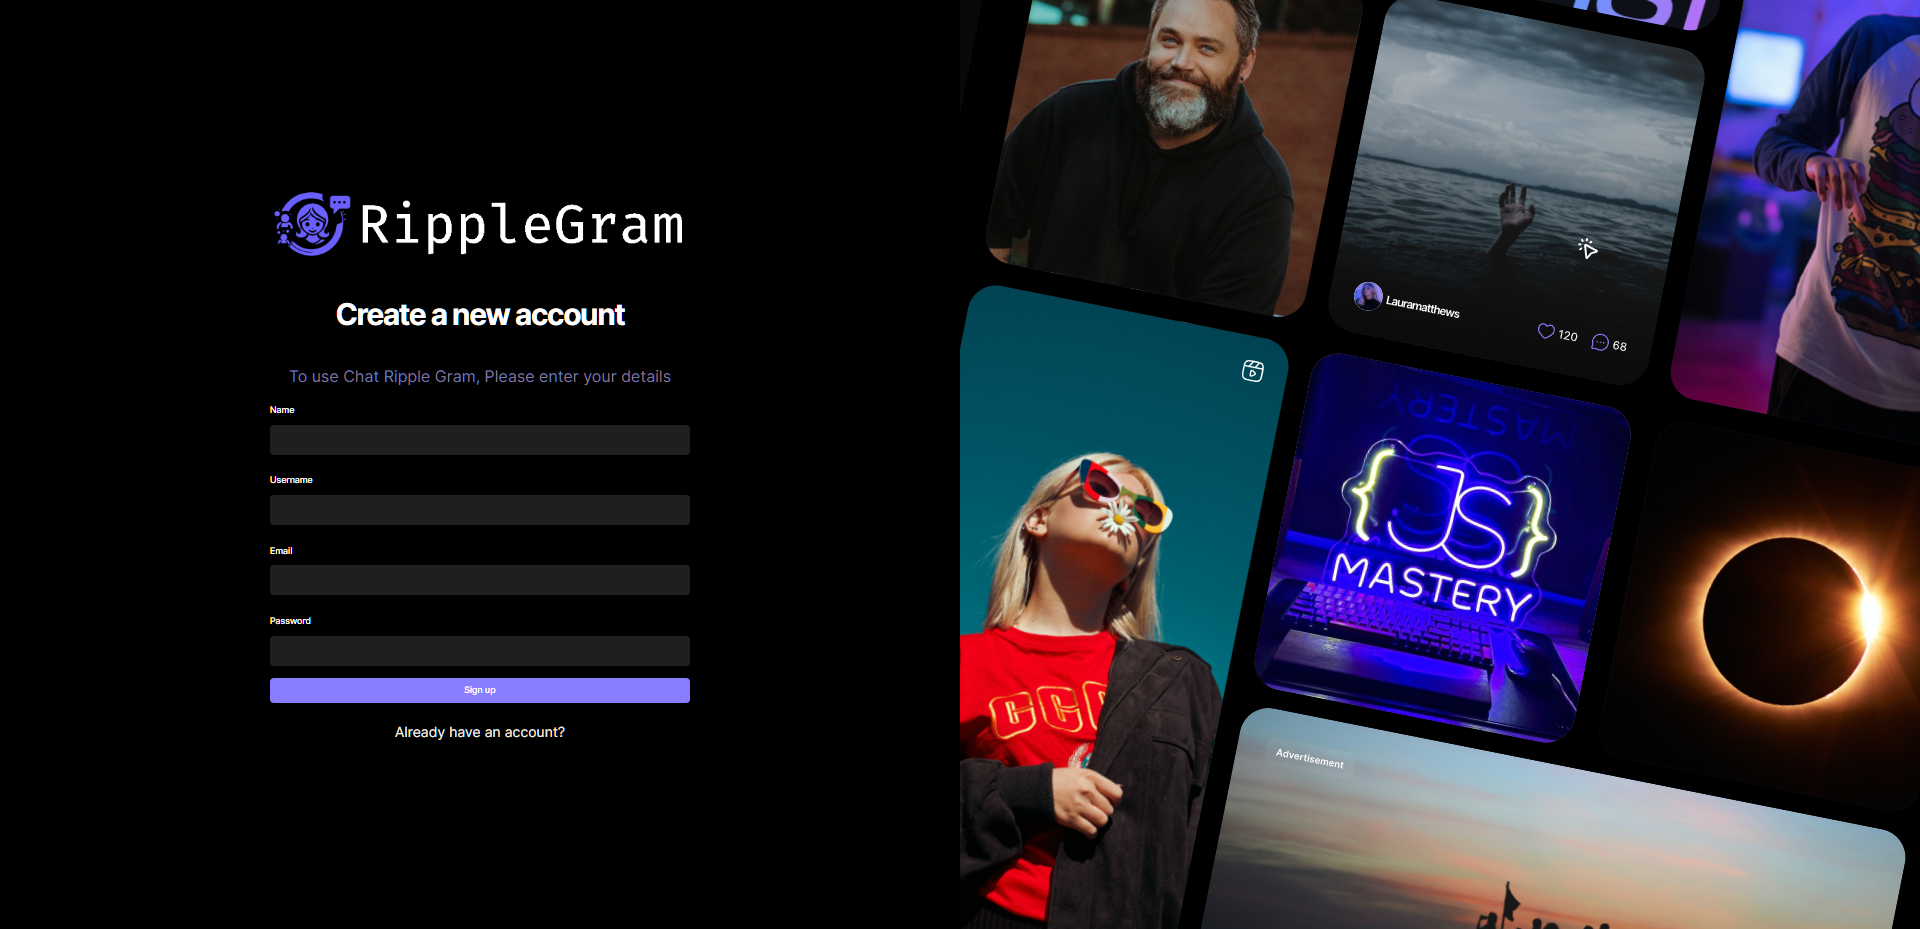 RippleGram
Create a new account
To use Chat Ripple Gram, Please enter your details
Name
Username
Email
Password
Sign up
Already have an account?
Lauramatthews
120
68
MASTERY
{JS}
MASTERY
CCC
Advertisement